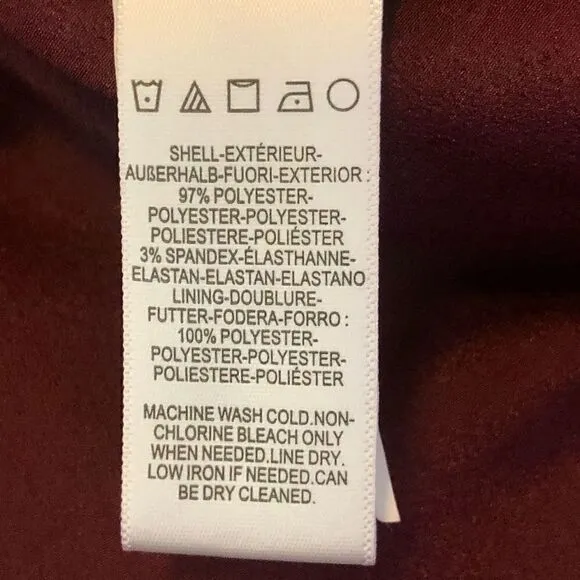 SHELL-EXTÉRIEUR-
AUßERHALB-FUORI-EXTERIOR :
97% POLYESTER-
POLYESTER-POLYESTER-
POLIESTERE-POLIÉSTER
3% SPANDEX-ÉLASTHANNE-
ELASTAN-ELASTAN-ELASTANO
LINING-DOUBLURE-
FUTTER-FODERA-FORRO :
100% POLYESTER-
POLYESTER-POLYESTER-
POLIESTERE-POLIÉSTER
MACHINE WASH COLD.NON-
CHLORINE BLEACH ONLY
WHEN NEEDED.LINE DRY.
LOW IRON IF NEEDED.CAN
BE DRY CLEANED.